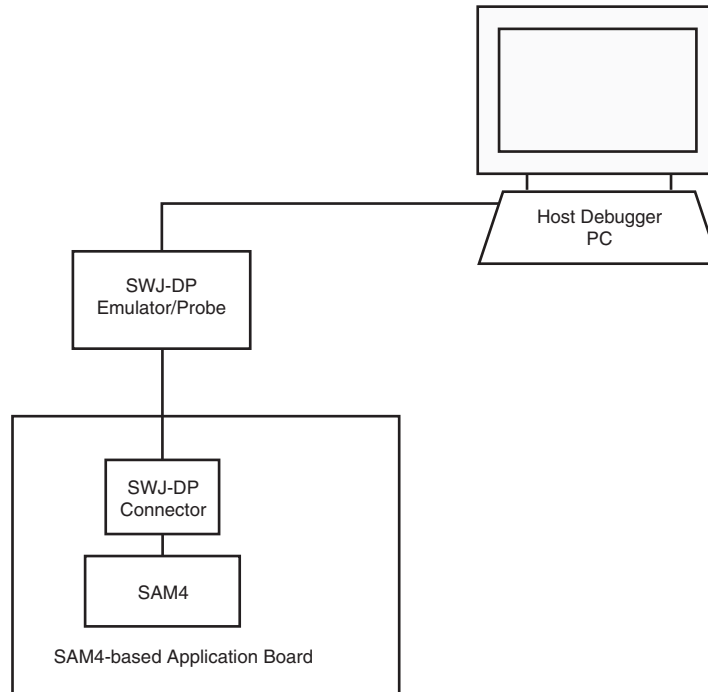 Host Debugger
PC
SWJ-DP
Emulator/Probe
SWJ-DP
Connector
SAM4
SAM4-based Application Board